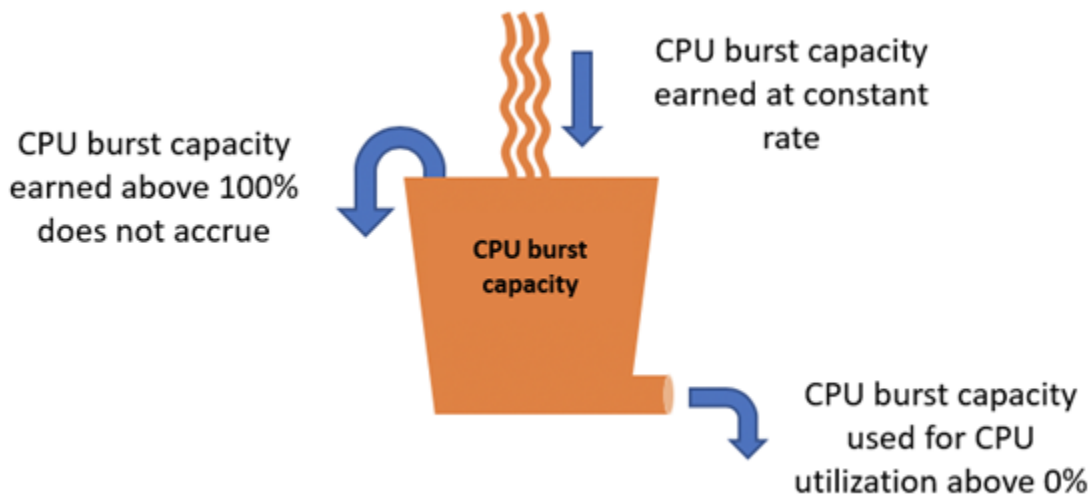 CPU burst capacity
earned at constant
rate
CPU burst capacity
earned above 100%
does not accrue
CPU burst
capacity
CPU burst capacity
used for CPU
utilization above 0%